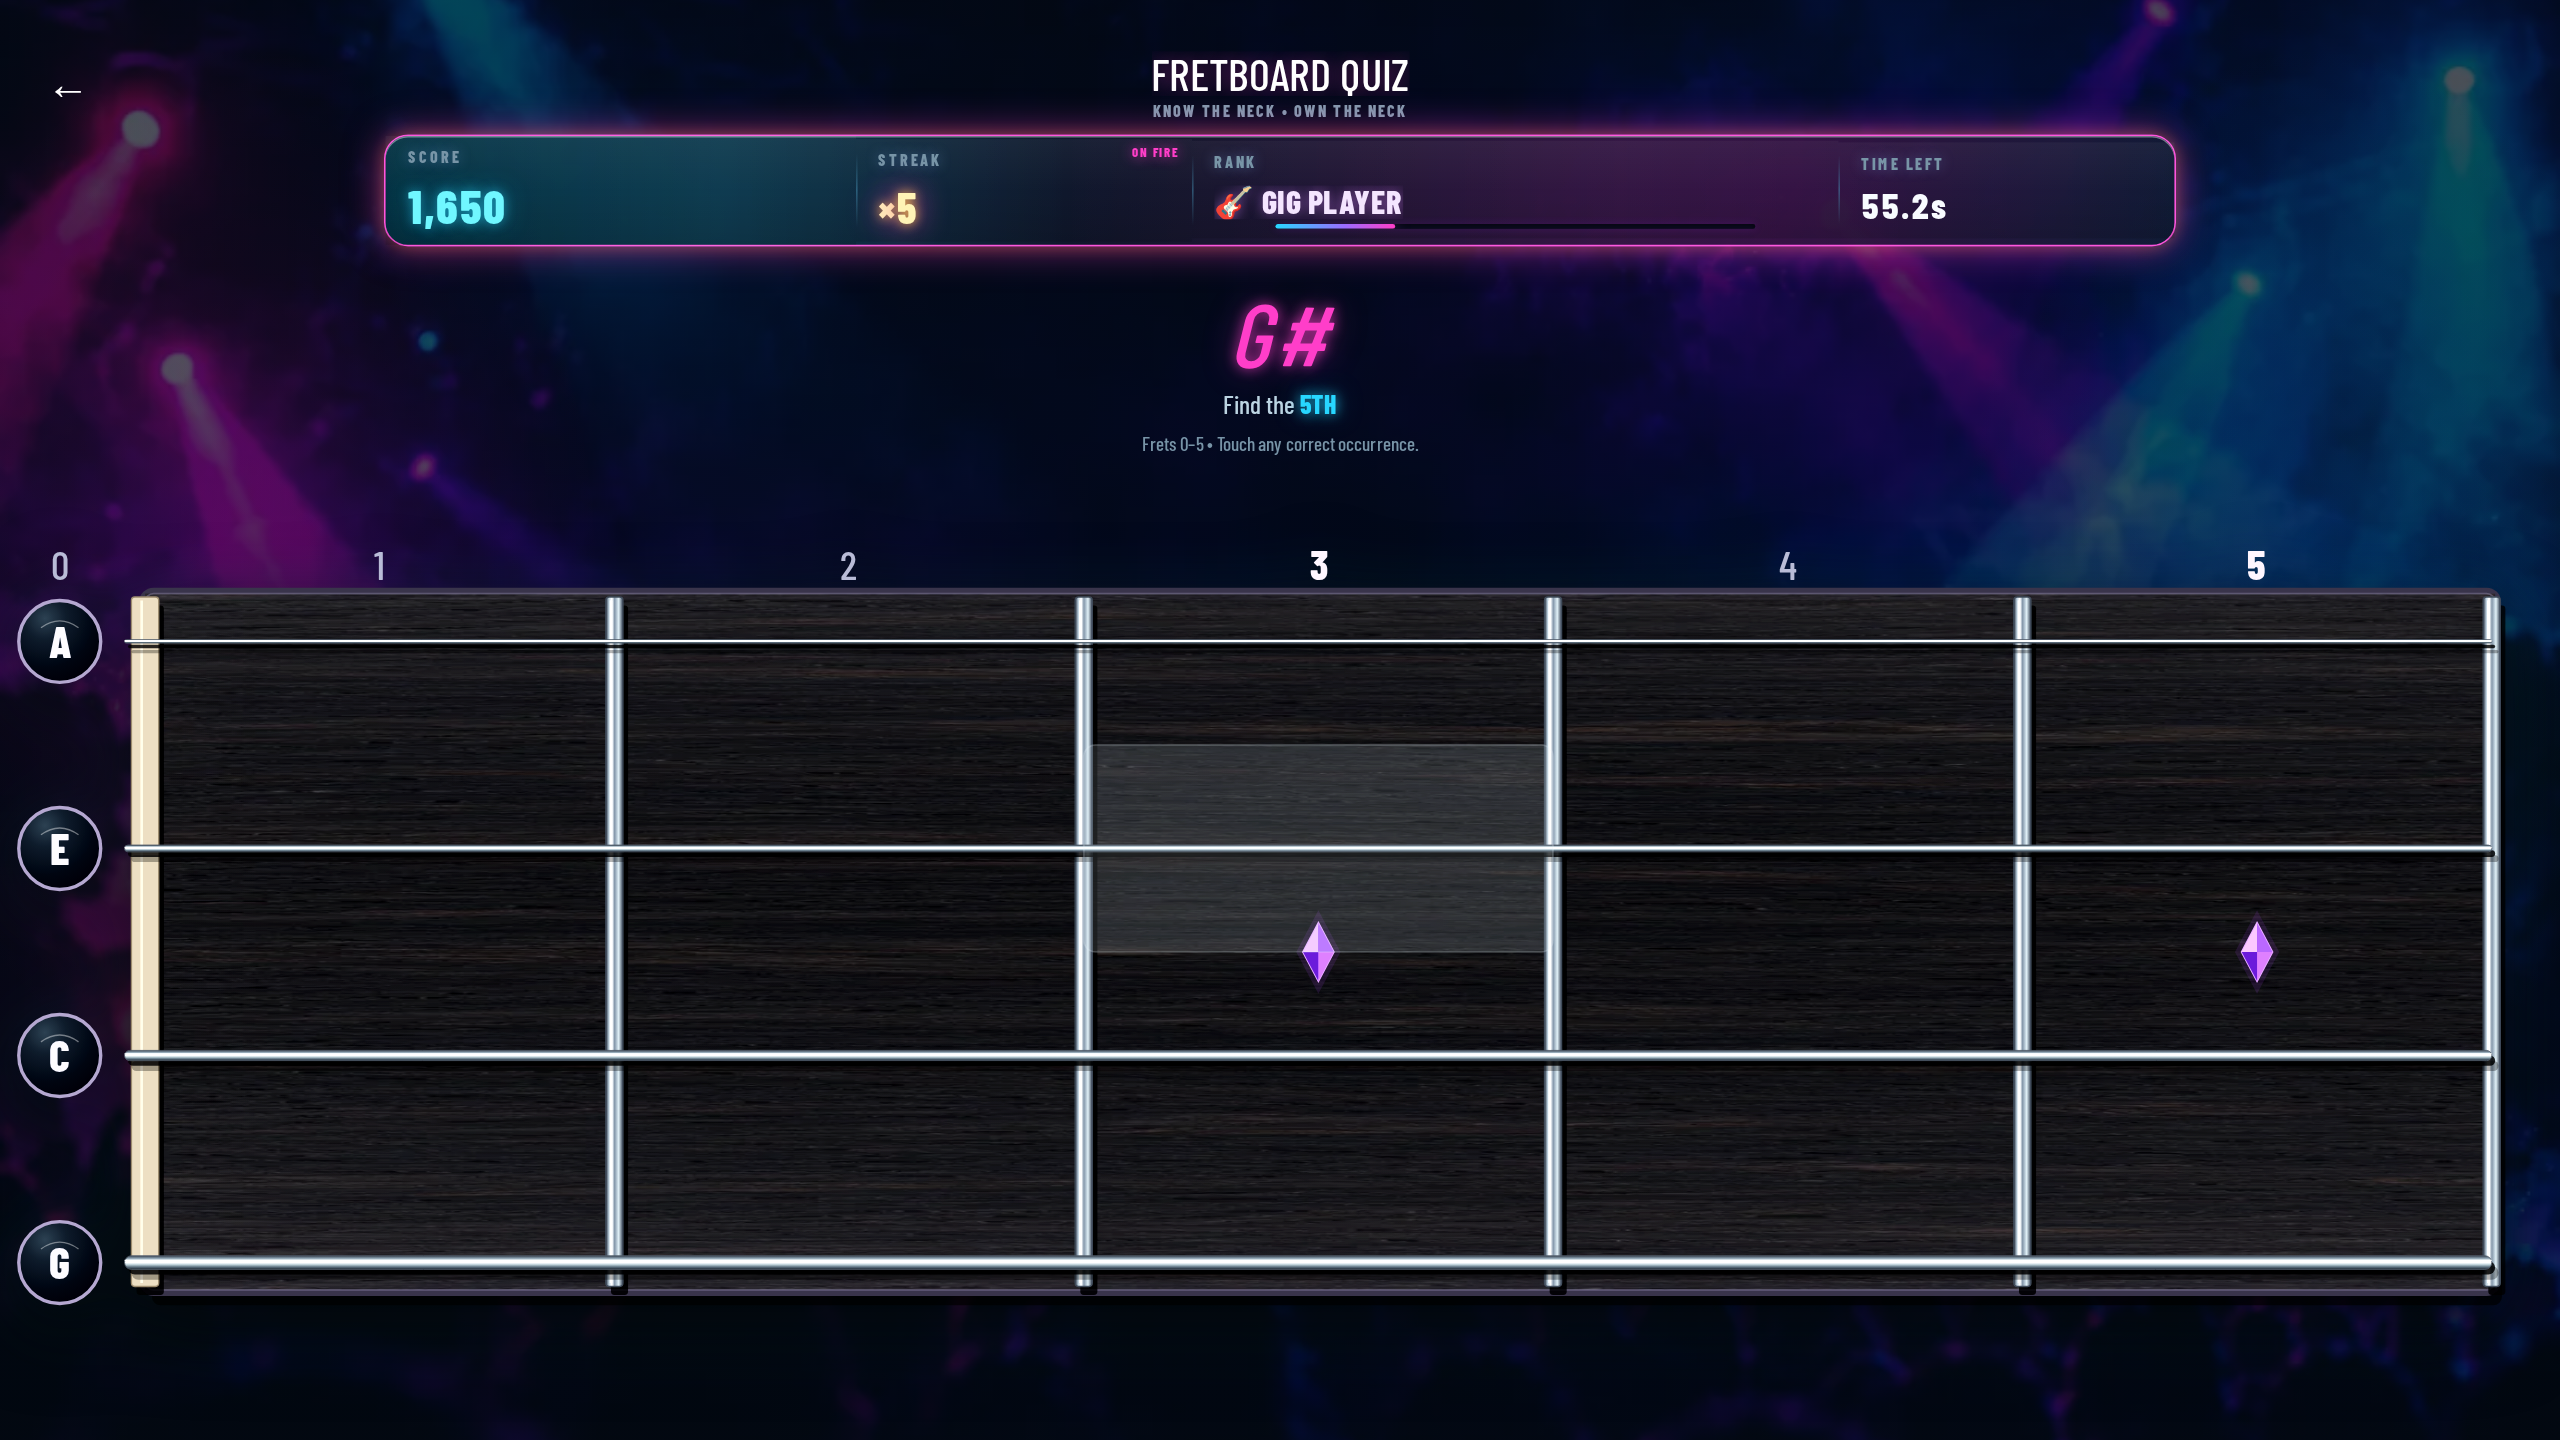 ←
FRETBOARD QUIZ
KNOW THE NECK • OWN THE NECK
SCORE
1,650
STREAK
×5
ON FIRE
RANK
🎸 GIG PLAYER
TIME LEFT
55.2s
G#
Find the 5TH
Frets 0–5 • Touch any correct occurrence.
0 1 2 3 4 5
A
E
C
G